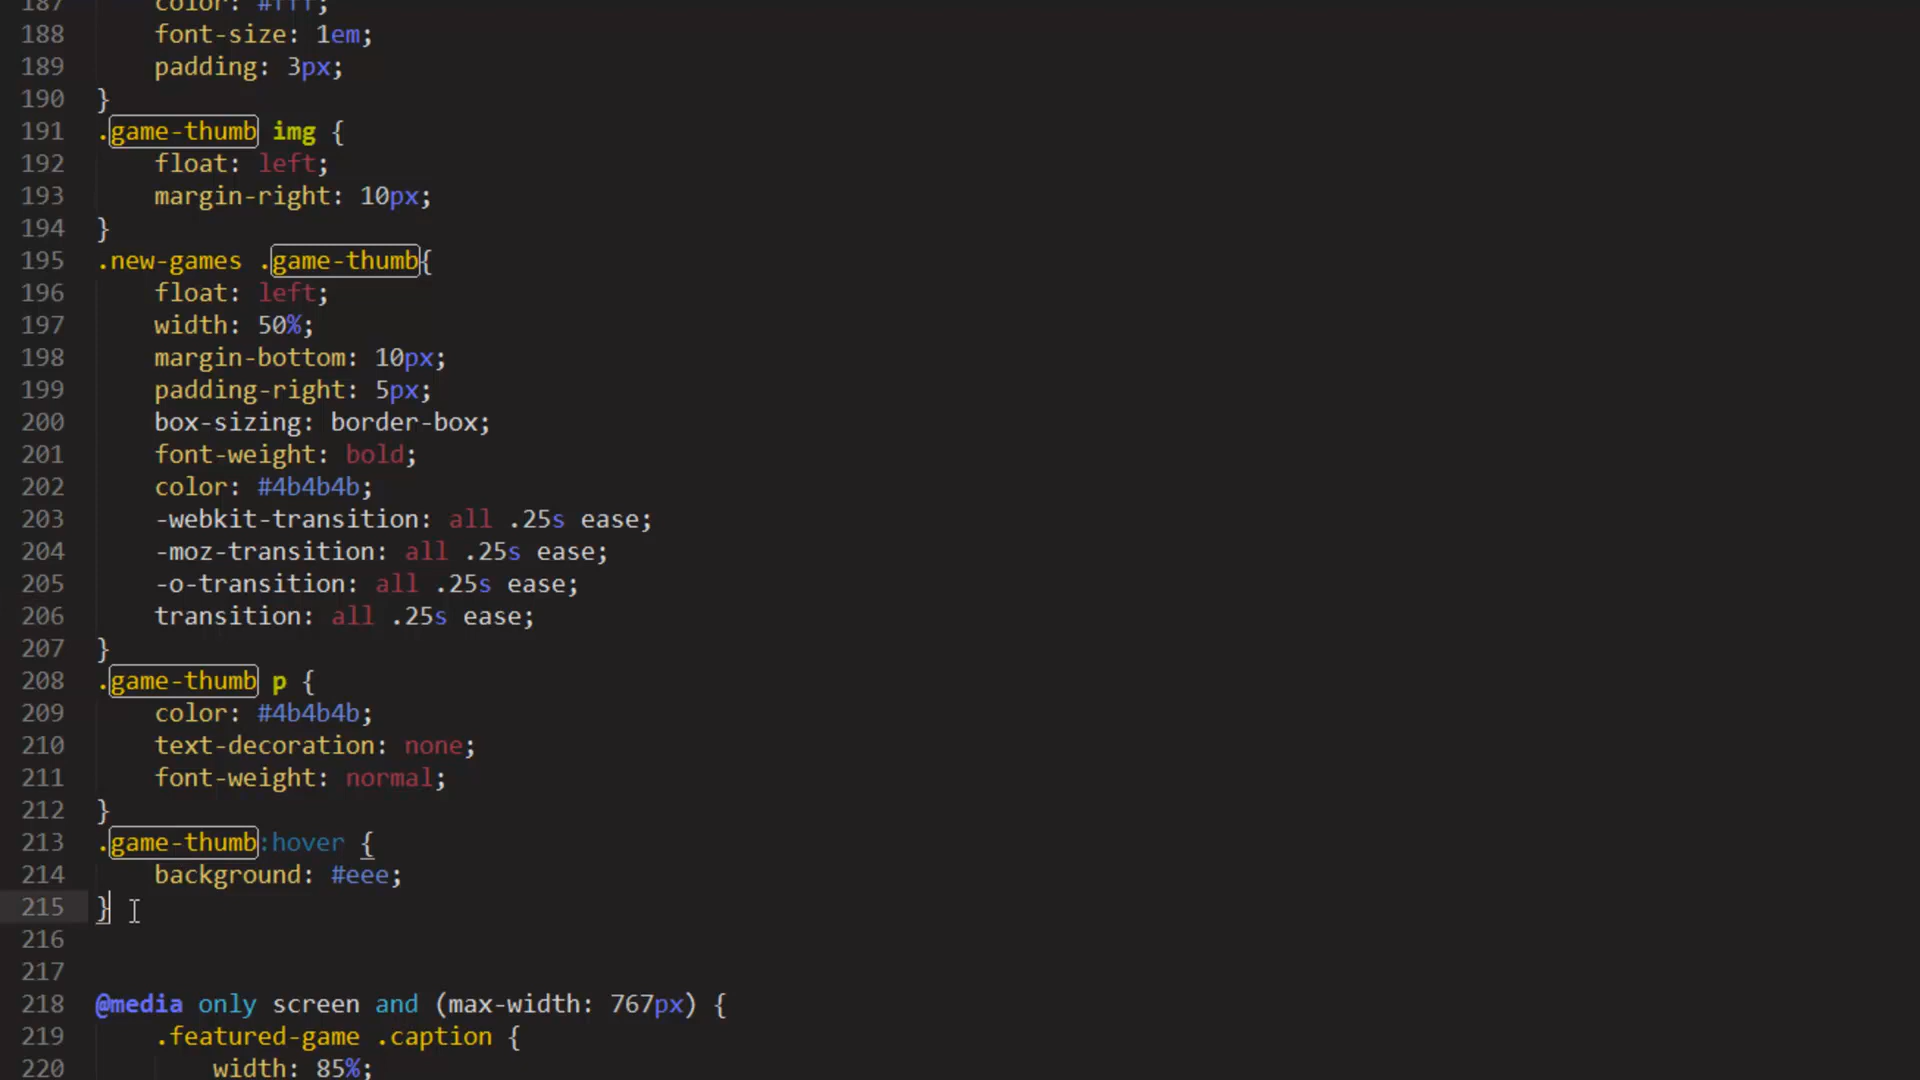 187 color: #fff;
188 font-size: 1em;
189 padding: 3px;
190 }
191 .game-thumb img {
192 float: left;
193 margin-right: 10px;
194 }
195 .new-games .game-thumb{
196 float: left;
197 width: 50%;
198 margin-bottom: 10px;
199 padding-right: 5px;
200 box-sizing: border-box;
201 font-weight: bold;
202 color: #4b4b4b;
203 -webkit-transition: all .25s ease;
204 -moz-transition: all .25s ease;
205 -o-transition: all .25s ease;
206 transition: all .25s ease;
207 }
208 .game-thumb p {
209 color: #4b4b4b;
210 text-decoration: none;
211 font-weight: normal;
212 }
213 .game-thumb:hover {
214 background: #eee;
215 }
216
217
218 @media only screen and (max-width: 767px) {
219 .featured-game .caption {
220 width: 85%;